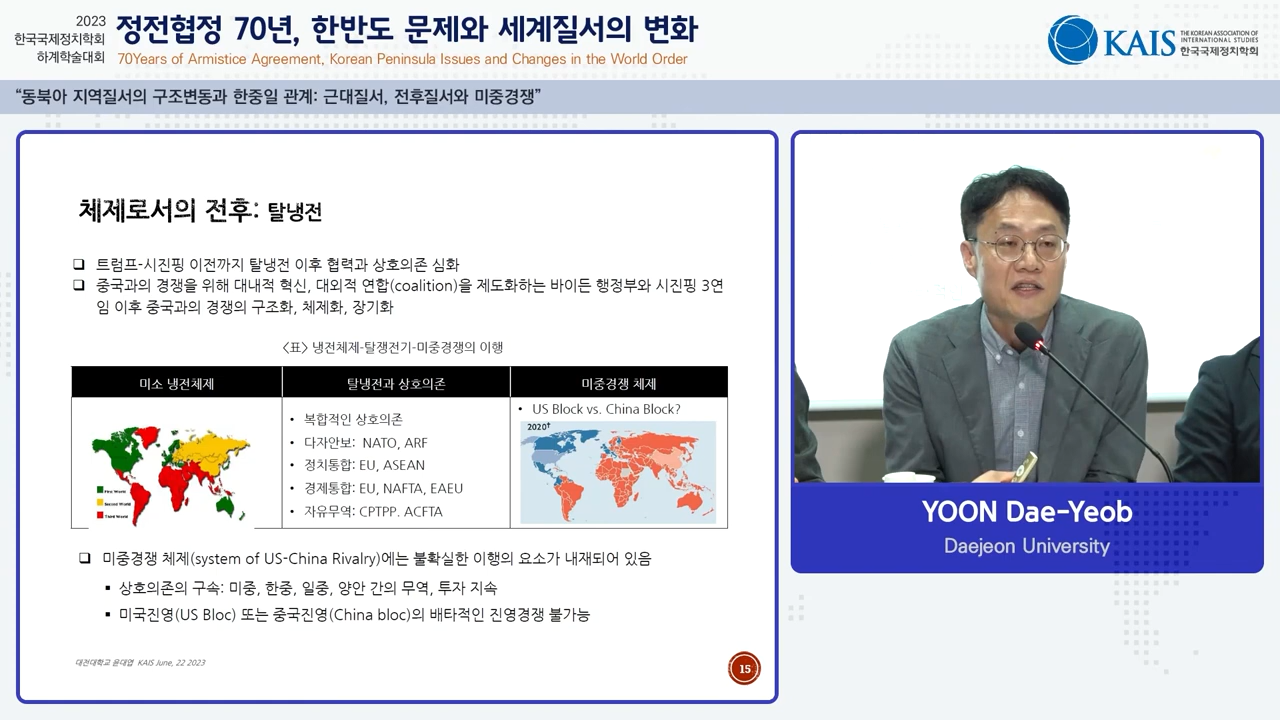 2023
한국국제정치학회
하계학술대회
정전협정 70년, 한반도 문제와 세계질서의 변화
70Years of Armistice Agreement, Korean Peninsula Issues and Changes in the World Order
KAIS
THE KOREAN ASSOCIATION OF
INTERNATIONAL STUDIES
한국국제정치학회
“동북아 지역질서의 구조변동과 한중일 관계: 근대질서, 전후질서와 미중경쟁”
체제로서의 전후: 탈냉전
❑ 트럼프-시진핑 이전까지 탈냉전 이후 협력과 상호의존 심화
❑ 중국과의 경쟁을 위해 대내적 혁신, 대외적 연합(coalition)을 제도화하는 바이든 행정부와 시진핑 3연
임 이후 중국과의 경쟁의 구조화, 체제화, 장기화
<표> 냉전체제-탈쟁전기-미중경쟁의 이행
미소 냉전체제
탈냉전과 상호의존
미중경쟁 체제
First World
Second World
Third World
• 복합적인 상호의존
• 다자안보: NATO, ARF
• 정치통합: EU, ASEAN
• 경제통합: EU, NAFTA, EAEU
• 자유무역: CPTPP. ACFTA
• US Block vs. China Block?
2020†
❑ 미중경쟁 체제(system of US-China Rivalry)에는 불확실한 이행의 요소가 내재되어 있음
▪ 상호의존의 구속: 미중, 한중, 일중, 양안 간의 무역, 투자 지속
▪ 미국진영(US Bloc) 또는 중국진영(China bloc)의 배타적인 진영경쟁 불가능
대전대학교 윤대엽 KAIS June, 22 2023
15
YOON Dae-Yeob
Daejeon University